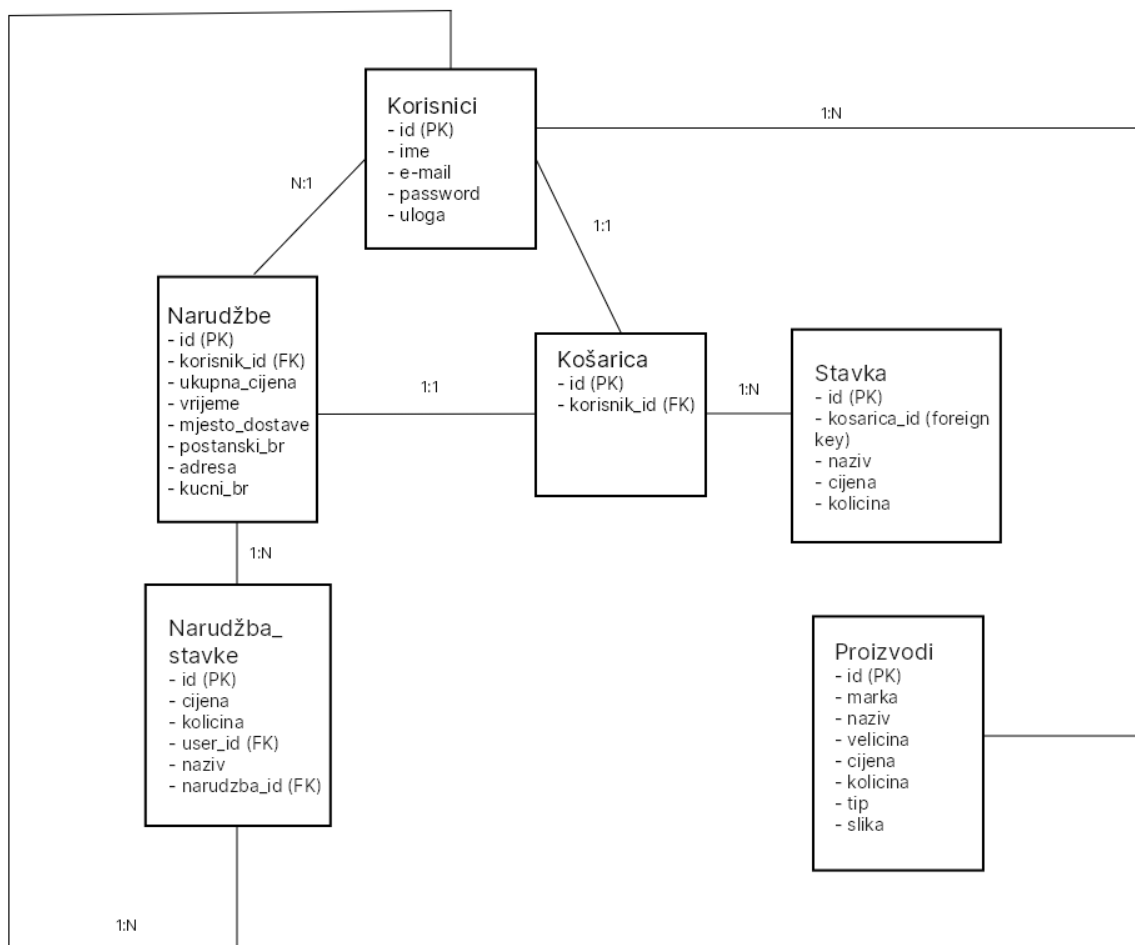 Korisnici
- id (PK)
- ime
- e-mail
- password
- uloga
1:N
N:1
1:1
Narudžbe
- id (PK)
- korisnik_id (FK)
- ukupna_cijena
- vrijeme
- mjesto_dostave
- postanski_br
- adresa
- kucni_br
1:1
Košarica
- id (PK)
- korisnik_id (FK)
1:N
Stavka
- id (PK)
- kosarica_id (foreign
key)
- naziv
- cijena
- kolicina
1:N
Narudžba_
stavke
- id (PK)
- cijena
- kolicina
- user_id (FK)
- naziv
- narudzba_id (FK)
Proizvodi
- id (PK)
- marka
- naziv
- velicina
- cijena
- kolicina
- tip
- slika
1:N